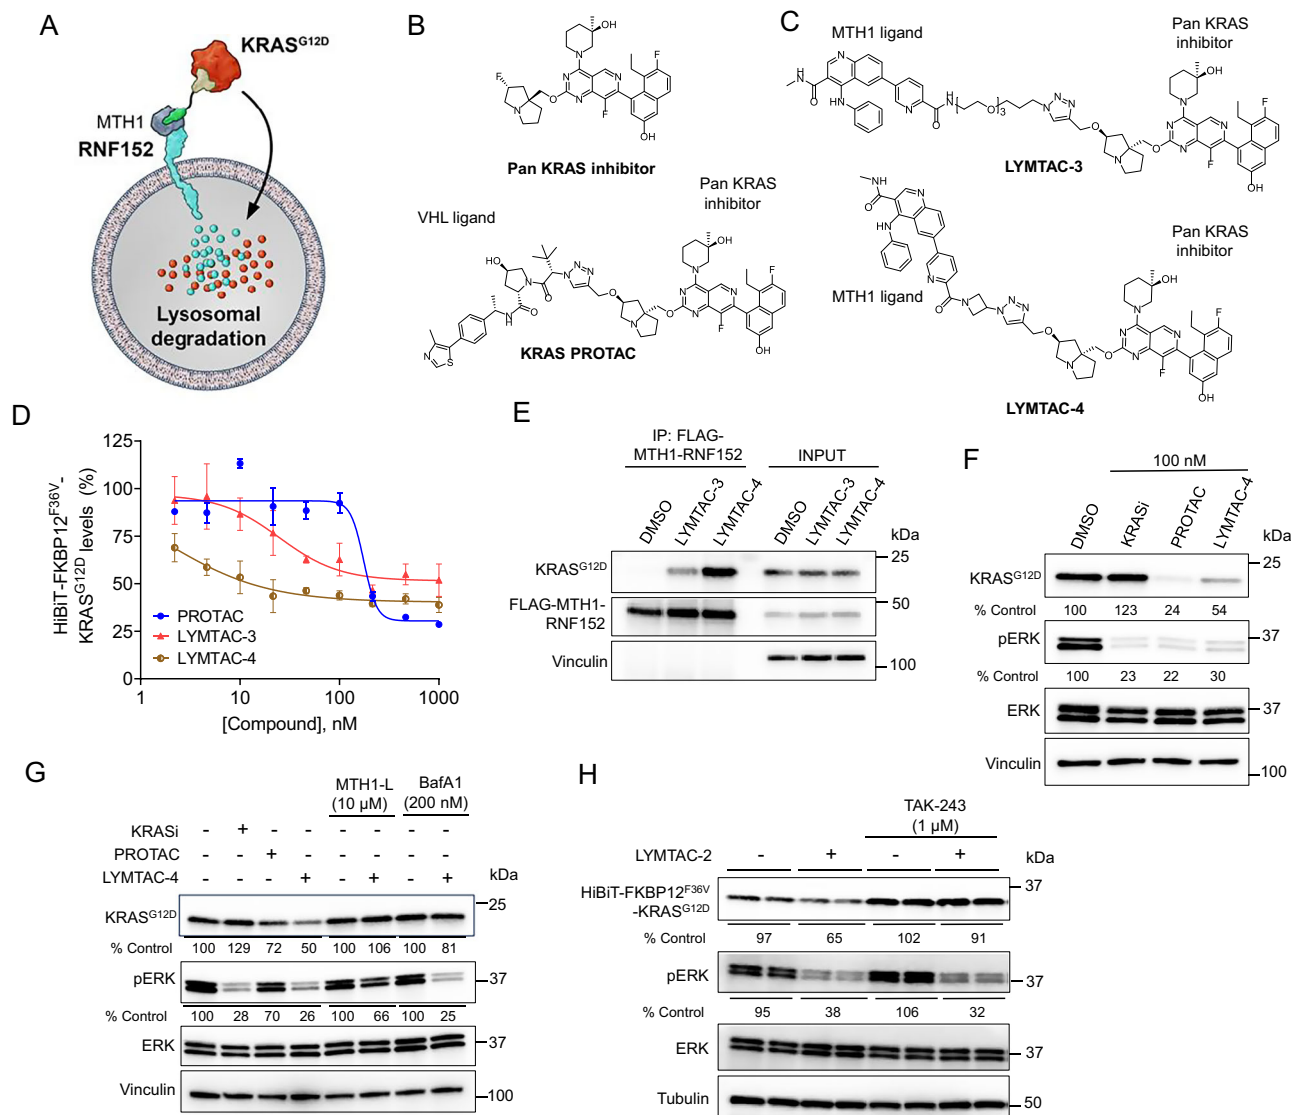 A
KRASG12D
MTH1
RNF152
Lysosomal
degradation
B
CH3
OH
N
F
Pan KRAS inhibitor
VHL ligand
Pan KRAS
inhibitor
KRAS PROTAC
C
MTH1 ligand
Pan KRAS
inhibitor
LYMTAC-3
MTH1 ligand
Pan KRAS
inhibitor
LYMTAC-4
D
HiBiT-FKBP12F36V-
KRASG12D levels (%)
125
100
75
50
25
0
PROTAC
LYMTAC-3
LYMTAC-4
1 10 100 1000
[Compound], nM
E
IP: FLAG-
MTH1-RNF152
INPUT
DMSO LYMTAC-3 LYMTAC-4 DMSO LYMTAC-3 LYMTAC-4
kDa
KRASG12D 25
FLAG-MTH1-
RNF152
50
Vinculin 100
F
100 nM
DMSO KRASi PROTAC LYMTAC-4
kDa
KRASG12D 25
% Control 100 123 24 54
pERK 37
% Control 100 23 22 30
ERK 37
Vinculin 100
G
MTH1-L
(10 µM)
BafA1
(200 nM)
KRASi - + - - - - - -
PROTAC - - + - - - - -
LYMTAC-4 - - - + - + - + kDa
KRASG12D 25
% Control 100 129 72 50 100 106 100 81
pERK 37
% Control 100 28 70 26 100 66 100 25
ERK 37
Vinculin 100
H
TAK-243
(1 µM)
LYMTAC-2 - + - + kDa
HiBiT-FKBP12F36V
-KRASG12D
37
% Control 97 65 102 91
pERK 37
% Control 95 38 106 32
ERK 37
Tubulin 50